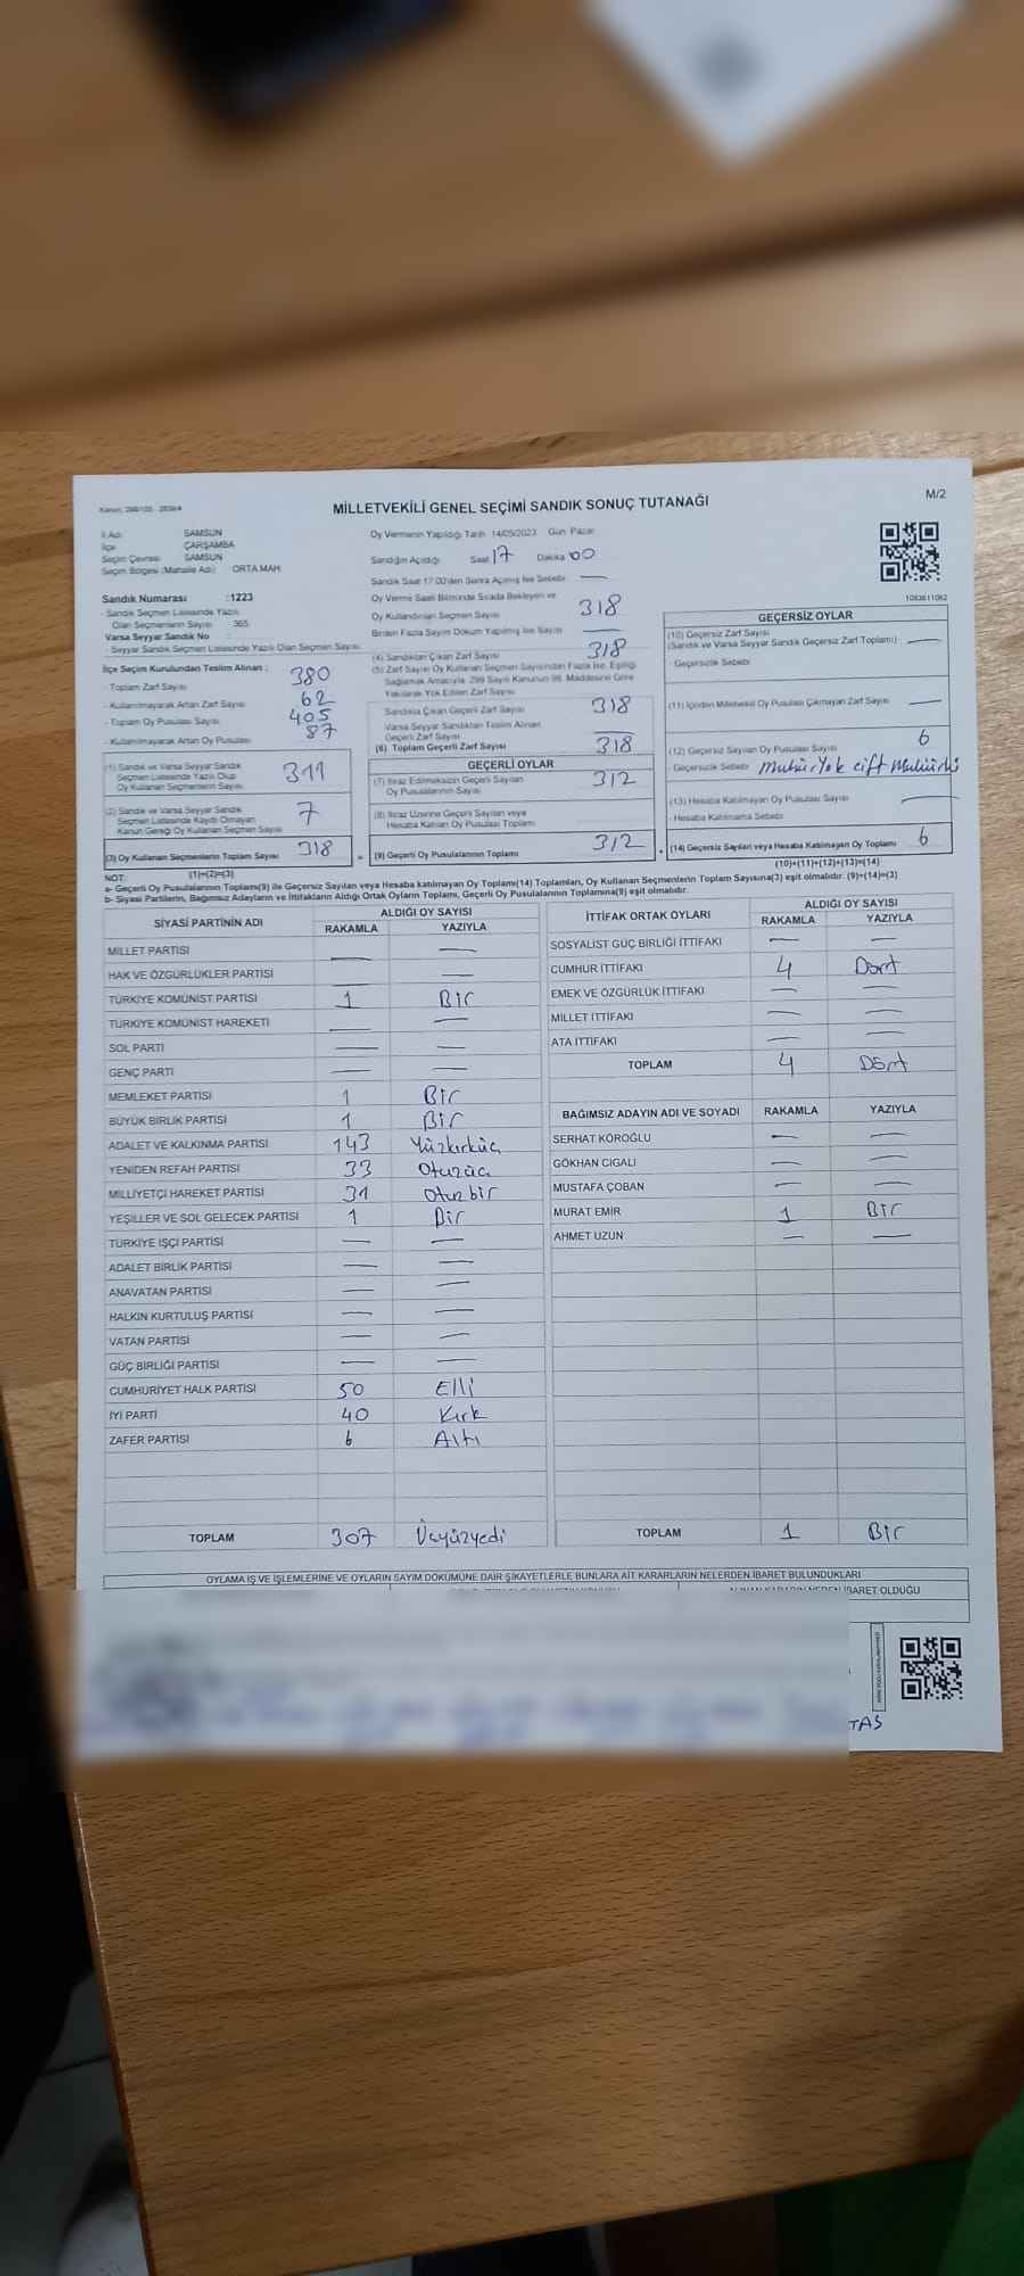 Kanun: 298/105
MİLLETVEKİLİ GENEL SEÇİMİ SANDIK SONUÇ TUTANAĞI
M/2
İl Adı SAMSUN
İlçe ÇARŞAMBA
Seçim Çevresi SAMSUN
Seçim Bölgesi (Mahalle Adı) ORTA MAH.
Sandık Numarası :1223
- Sandık Seçmen Listesinde Yazılı
Olan Seçmenlerin Sayısı 365
Varsa Seyyar Sandık No
- Seyyar Sandık Seçmen Listesinde Yazılı Olan Seçmen Sayısı
İlçe Seçim Kurulundan Teslim Alınan :
- Toplam Zarf Sayısı 380
- Kullanılmayarak Artan Zarf Sayısı 62
- Toplam Oy Pusulası Sayısı 405
- Kullanılmayarak Artan Oy Pusulası 87
(1) Sandık ve Varsa Seyyar Sandık
Seçmen Listesinde Yazılı Olup
Oy Kullanan Seçmenlerin Sayısı 311
(2) Sandık ve Varsa Seyyar Sandık
Seçmen Listesinde Kaydı Olmayan
Kanun Gereği Oy Kullanan Seçmen Sayısı 7
(3) Oy Kullanan Seçmenlerin Toplam Sayısı 318
(1)+(2)=(3)
Oy Vermenin Yapıldığı Tarih 14/05/2023 Gün Pazar
Sandığın Açıldığı Saat 17 Dakika 00
Sandık Saat 17.00'den Sonra Açılmış İse Sebebi —
Oy Verme Saati Bitiminde Sırada Bekleyen ve
Oy Kullandırılan Seçmen Sayısı 318
Birden Fazla Sayım Döküm Yapılmış İse Sayısı —
(4) Sandıktan Çıkan Zarf Sayısı 318
(5) Zarf Sayısı Oy Kullanan Seçmen Sayısından Fazla İse, Eşitliği
Sağlamak Amacıyla 299 Sayılı Kanunun 98. Maddesine Göre
Yakılarak Yok Edilen Zarf Sayısı
Sandıkta Çıkan Geçerli Zarf Sayısı 318
Varsa Seyyar Sandıktan Teslim Alınan
Geçerli Zarf Sayısı —
(6) Toplam Geçerli Zarf Sayısı 318
GEÇERLİ OYLAR
(7) İtiraz Edilmeksizin Geçerli Sayılan
Oy Pusulalarının Sayısı 312
(8) İtiraz Üzerine Geçerli Sayılan veya
Hesaba Katılan Oy Pusulası Toplamı
(9) Geçerli Oy Pusulalarının Toplamı 312
1083611062
GEÇERSİZ OYLAR
(10) Geçersiz Zarf Sayısı
(Sandık ve Varsa Seyyar Sandık Geçersiz Zarf Toplamı) —
Geçersizlik Sebebi
(11) İçinden Milletvekili Oy Pusulası Çıkmayan Zarf Sayısı —
(12) Geçersiz Sayılan Oy Pusulası Sayısı 6
Geçersizlik Sebebi Mühür Yok çift Mühürlü
(13) Hesaba Katılmayan Oy Pusulası Sayısı —
- Hesaba Katılmama Sebebi
(14) Geçersiz Sayılan veya Hesaba Katılmayan Oy Toplamı 6
(10)+(11)+(12)+(13)=(14)
NOT:
a- Geçerli Oy Pusulalarının Toplamı(9) ile Geçersiz Sayılan veya Hesaba katılmayan Oy Toplamı(14) Toplamları, Oy Kullanan Seçmenlerin Toplam Sayısına(3) eşit olmalıdır. (9)+(14)=(3)
b- Siyasi Partilerin, Bağımsız Adayların ve İttifakların Aldığı Ortak Oyların Toplamı, Geçerli Oy Pusulalarının Toplamına(9) eşit olmalıdır.
SİYASİ PARTİNİN ADI ALDIĞI OY SAYISI
RAKAMLA YAZIYLA
MİLLET PARTİSİ — —
HAK VE ÖZGÜRLÜKLER PARTİSİ —
TÜRKİYE KOMÜNİST PARTİSİ 1 Bir
TÜRKİYE KOMÜNİST HAREKETİ — —
SOL PARTİ — —
GENÇ PARTİ — —
MEMLEKET PARTİSİ 1 Bir
BÜYÜK BİRLİK PARTİSİ 1 Bir
ADALET VE KALKINMA PARTİSİ 143 Yüzkırküç
YENİDEN REFAH PARTİSİ 33 Otuzüç
MİLLİYETÇİ HAREKET PARTİSİ 31 Otuzbir
YEŞİLLER VE SOL GELECEK PARTİSİ 1 Bir
TÜRKİYE İŞÇİ PARTİSİ — —
ADALET BİRLİK PARTİSİ — —
ANAVATAN PARTİSİ — —
HALKIN KURTULUŞ PARTİSİ — —
VATAN PARTİSİ — —
GÜÇ BİRLİĞİ PARTİSİ — —
CUMHURİYET HALK PARTİSİ 50 Elli
İYİ PARTİ 40 Kırk
ZAFER PARTİSİ 6 Altı
TOPLAM 307 Üçyüzyedi
İTTİFAK ORTAK OYLARI ALDIĞI OY SAYISI
RAKAMLA YAZIYLA
SOSYALİST GÜÇ BİRLİĞİ İTTİFAKI — —
CUMHUR İTTİFAKI 4 Dört
EMEK VE ÖZGÜRLÜK İTTİFAKI — —
MİLLET İTTİFAKI — —
ATA İTTİFAKI — —
TOPLAM 4 Dört
BAĞIMSIZ ADAYIN ADI VE SOYADI RAKAMLA YAZIYLA
SERHAT KÖROĞLU — —
GÖKHAN CIGALI — —
MUSTAFA ÇOBAN — —
MURAT EMİR 1 Bir
AHMET UZUN — —
TOPLAM 1 Bir
OYLAMA İŞ VE İŞLEMLERİNE VE OYLARIN SAYIM DÖKÜMÜNE DAİR ŞİKAYETLERLE BUNLARA AİT KARARLARIN NELERDEN İBARET BULUNDUKLARI
İBARET OLDUĞU
TAŞ